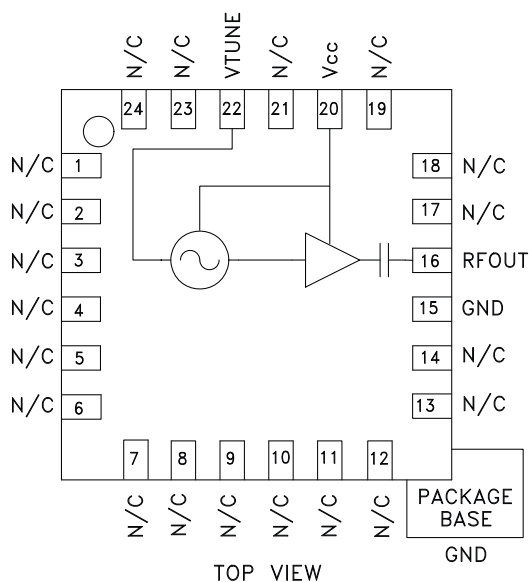 N/C N/C VTUNE N/C Vcc N/C
24 23 22 21 20 19
N/C 1 18 N/C
N/C 2 17 N/C
N/C 3 16 RFOUT
N/C 4 15 GND
N/C 5 14 N/C
N/C 6 13 N/C
7 8 9 10 11 12
N/C N/C N/C N/C N/C N/C
PACKAGE
BASE
GND
TOP VIEW